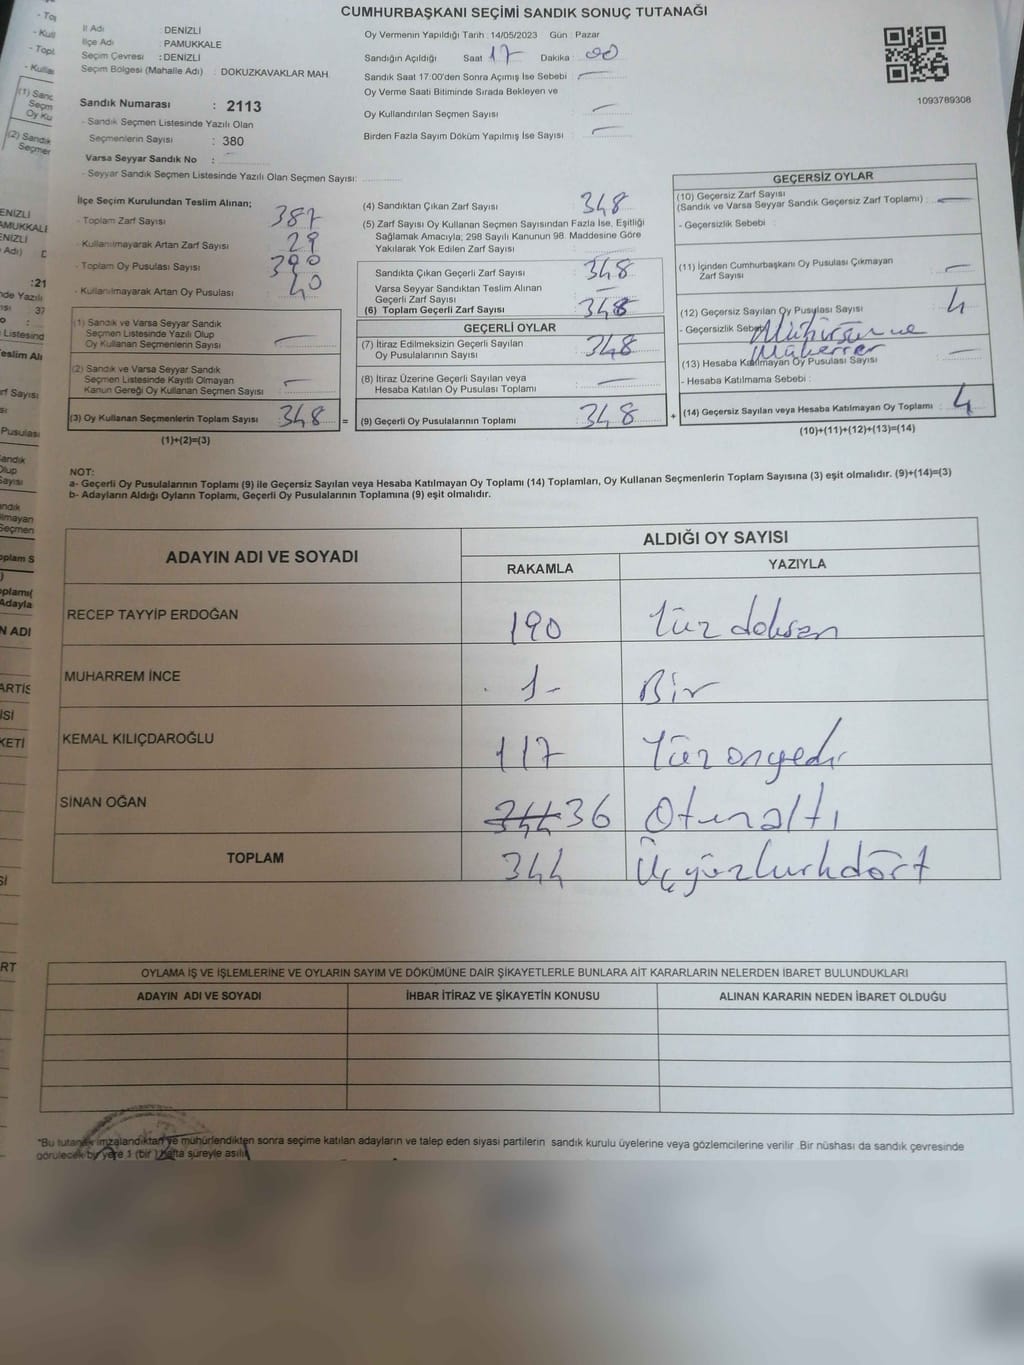 CUMHURBAŞKANI SEÇİMİ SANDIK SONUÇ TUTANAĞI
İl Adı : DENİZLİ
İlçe Adı : PAMUKKALE
Seçim Çevresi : DENİZLİ
Seçim Bölgesi (Mahalle Adı) : DOKUZKAVAKLAR MAH.
Sandık Numarası : 2113
- Sandık Seçmen Listesinde Yazılı Olan
Seçmenlerin Sayısı : 380
Varsa Seyyar Sandık No :
- Seyyar Sandık Seçmen Listesinde Yazılı Olan Seçmen Sayısı:
Oy Vermenin Yapıldığı Tarih : 14/05/2023 Gün : Pazar
Sandığın Açıldığı Saat 17 Dakika : 00
Sandık Saat 17:00'den Sonra Açımış İse Sebebi
Oy Verme Saati Bitiminde Sırada Bekleyen ve
Oy Kullandırılan Seçmen Sayısı
Birden Fazla Sayım Döküm Yapılmış İse Sayısı
1093789308
İlçe Seçim Kurulundan Teslim Alınan;
- Toplam Zarf Sayısı 387
- Kullanılmayarak Artan Zarf Sayısı 29
- Toplam Oy Pusulası Sayısı 390
- Kullanılmayarak Artan Oy Pusulası 40
(1) Sandık ve Varsa Seyyar Sandık
Seçmen Listesinde Yazılı Olup
Oy Kullanan Seçmenlerin Sayısı
(2) Sandık ve Varsa Seyyar Sandık
Seçmen Listesinde Kayıtlı Olmayan
Kanun Gereği Oy Kullanan Seçmen Sayısı
(3) Oy Kullanan Seçmenlerin Toplam Sayısı 348 =
(1)+(2)=(3)
(4) Sandıktan Çıkan Zarf Sayısı 348
(5) Zarf Sayısı Oy Kullanan Seçmen Sayısından Fazla İse, Eşitliği
Sağlamak Amacıyla; 298 Sayılı Kanunun 98. Maddesine Göre
Yakılarak Yok Edilen Zarf Sayısı
Sandıkta Çıkan Geçerli Zarf Sayısı 348
Varsa Seyyar Sandıktan Teslim Alınan
Geçerli Zarf Sayısı
(6) Toplam Geçerli Zarf Sayısı 348
GEÇERLİ OYLAR
(7) İtiraz Edilmeksizin Geçerli Sayılan
Oy Pusulalarının Sayısı 348
(8) İtiraz Üzerine Geçerli Sayılan veya
Hesaba Katılan Oy Pusulası Toplamı
(9) Geçerli Oy Pusulalarının Toplamı 348 +
GEÇERSİZ OYLAR
(10) Geçersiz Zarf Sayısı
(Sandık ve Varsa Seyyar Sandık Geçersiz Zarf Toplamı) :
- Geçersizlik Sebebi :
(11) İçinden Cumhurbaşkanı Oy Pusulası Çıkmayan
Zarf Sayısı
(12) Geçersiz Sayılan Oy Pusulası Sayısı 4
- Geçersizlik Sebebi Mühürsüz ve
Mükerrer
(13) Hesaba Katılmayan Oy Pusulası Sayısı
- Hesaba Katılmama Sebebi :
(14) Geçersiz Sayılan veya Hesaba Katılmayan Oy Toplamı 4
(10)+(11)+(12)+(13)=(14)
NOT:
a- Geçerli Oy Pusulalarının Toplamı (9) ile Geçersiz Sayılan veya Hesaba Katılmayan Oy Toplamı (14) Toplamları, Oy Kullanan Seçmenlerin Toplam Sayısına (3) eşit olmalıdır. (9)+(14)=(3)
b- Adayların Aldığı Oyların Toplamı, Geçerli Oy Pusulalarının Toplamına (9) eşit olmalıdır.
ADAYIN ADI VE SOYADI
ALDIĞI OY SAYISI
RAKAMLA YAZIYLA
RECEP TAYYİP ERDOĞAN 190 Yüz doksan
MUHARREM İNCE 1 - Bir
KEMAL KILIÇDAROĞLU 117 Yüz onyedi
SİNAN OĞAN 344 36 Otuzaltı
TOPLAM 344 Üçyüzkırkdört
OYLAMA İŞ VE İŞLEMLERİNE VE OYLARIN SAYIM VE DÖKÜMÜNE DAİR ŞİKAYETLERLE BUNLARA AİT KARARLARIN NELERDEN İBARET BULUNDUKLARI
ADAYIN ADI VE SOYADI İHBAR İTİRAZ VE ŞİKAYETİN KONUSU ALINAN KARARIN NEDEN İBARET OLDUĞU
"Bu tutanak imzalandıktan ve mühürlendikten sonra seçime katılan adayların ve talep eden siyasi partilerin sandık kurulu üyelerine veya gözlemcilerine verilir. Bir nüshası da sandık çevresinde
görülecek bir yere 1 (bir) hafta süreyle asılır.